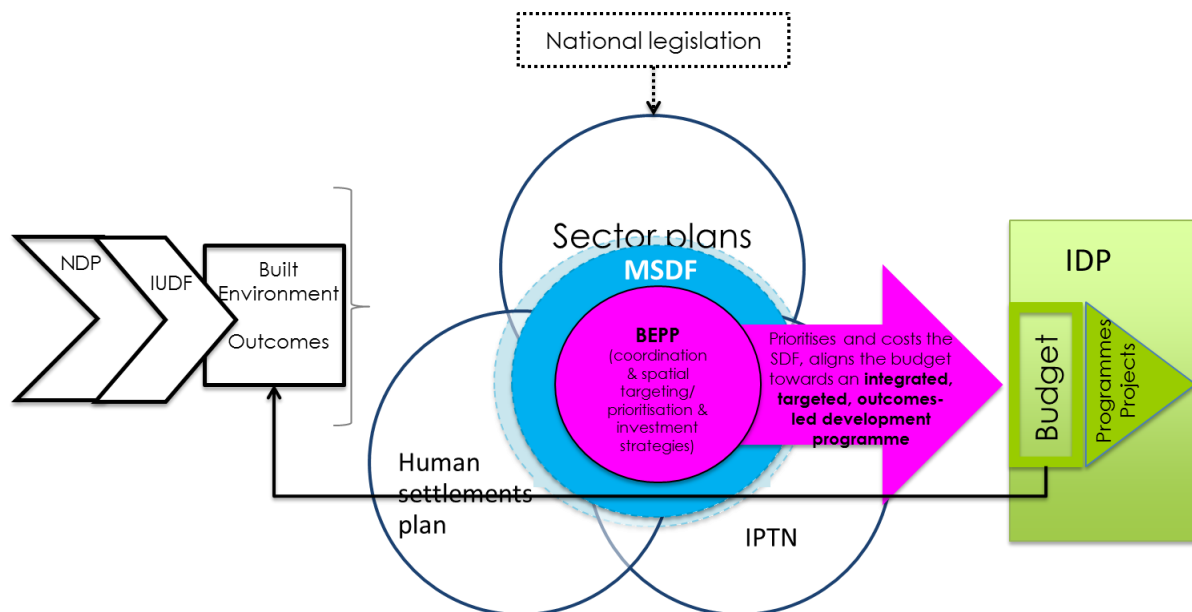 National legislation
NDP
IUDF
Built
Environment
Outcomes
Sector plans
MSDF
BEPP
(coordination
& spatial
targeting/
prioritisation &
investment
strategies)
Prioritises and costs the
SDF, aligns the budget
towards an integrated,
targeted, outcomes-
led development
programme
Human
settlements
plan
IPTN
IDP
Budget
Programmes
Projects